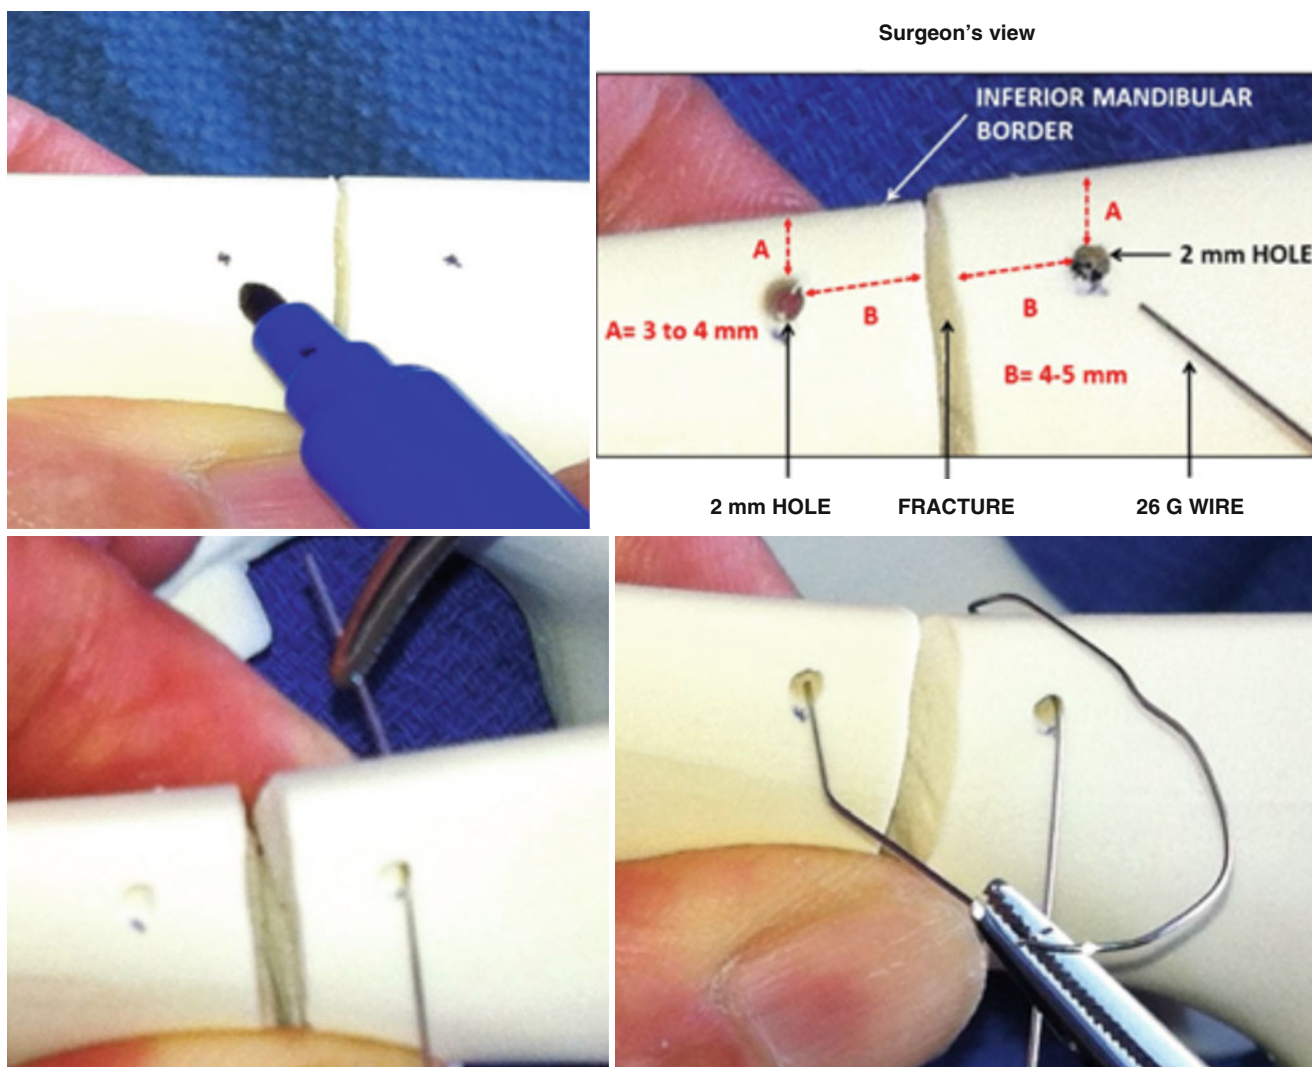 Surgeon's view
INFERIOR MANDIBULAR
BORDER
A
A
2 mm HOLE
B
B
A= 3 to 4 mm
B= 4-5 mm
2 mm HOLE
FRACTURE
26 G WIRE